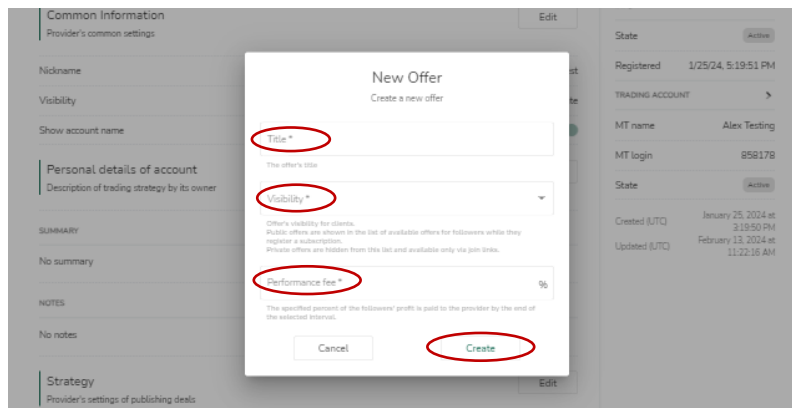 Common Information
Provider's common settings
Edit
Nickname
st
Visibility
te
Show account name
Personal details of account
Description of trading strategy by its owner
SUMMARY
No summary
NOTES
No notes
Strategy
Provider's settings of publishing deals
Edit
New Offer
Create a new offer
Title *
The offer's title
Visibility *
Offer's visibility for clients.
Public offers are shown in the list of available offers for followers while they
register a subscription.
Private offers are hidden from this list and available only via join links.
Performance fee *
%
The specified percent of the followers' profit is paid to the provider by the end of
the selected interval.
Cancel
Create
State Active
Registered 1/25/24, 5:19:51 PM
TRADING ACCOUNT
MT name Alex Testing
MT login 858178
State Active
Created (UTC) January 25, 2024 at
3:19:50 PM
Updated (UTC) February 13, 2024 at
11:22:16 AM